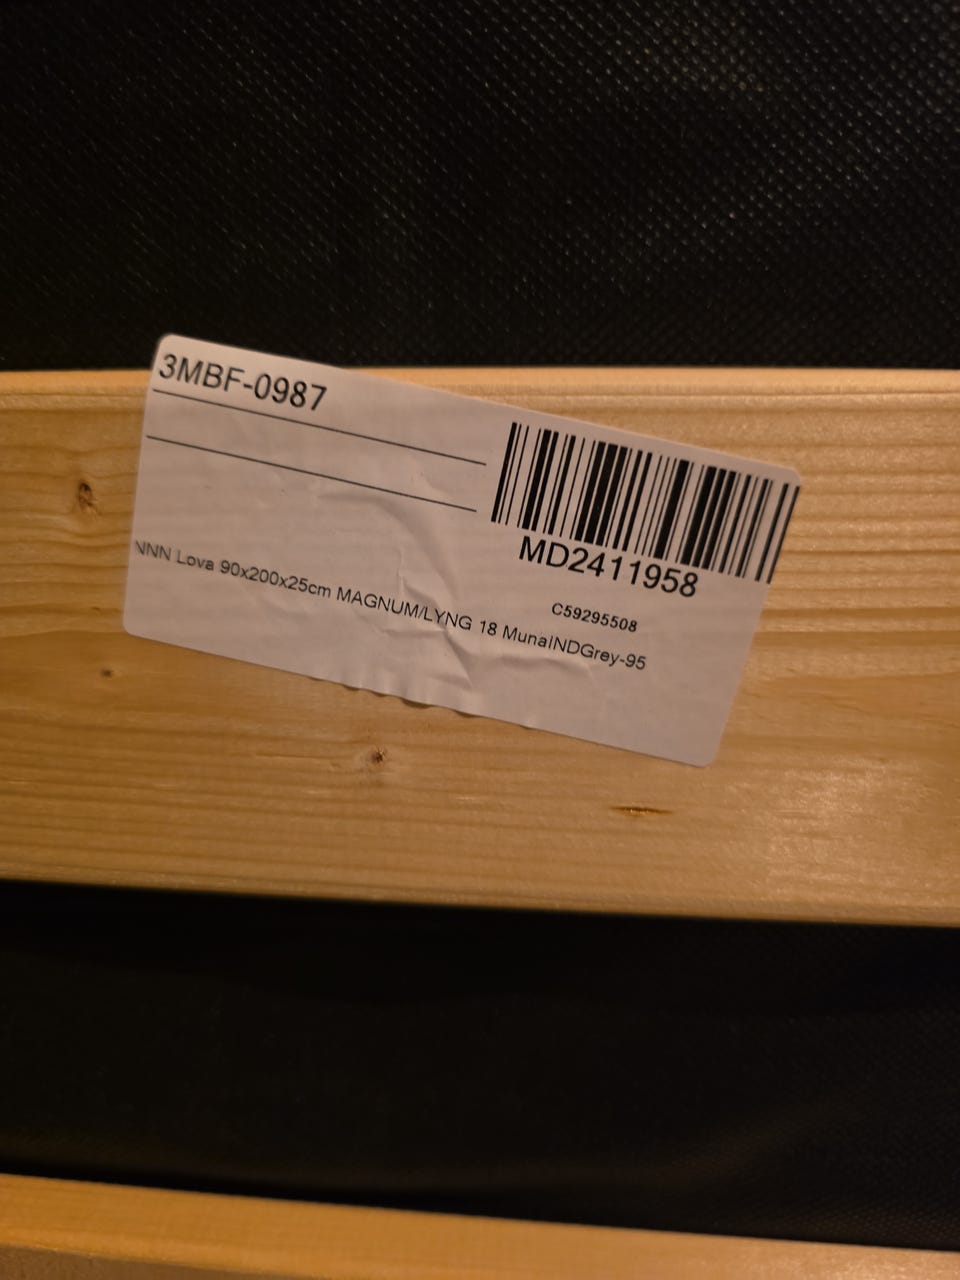 3MBF-0987
MD2411958
C59295508
NNN Lova 90x200x25cm MAGNUM/LYNG 18 MunaINDGrey-95